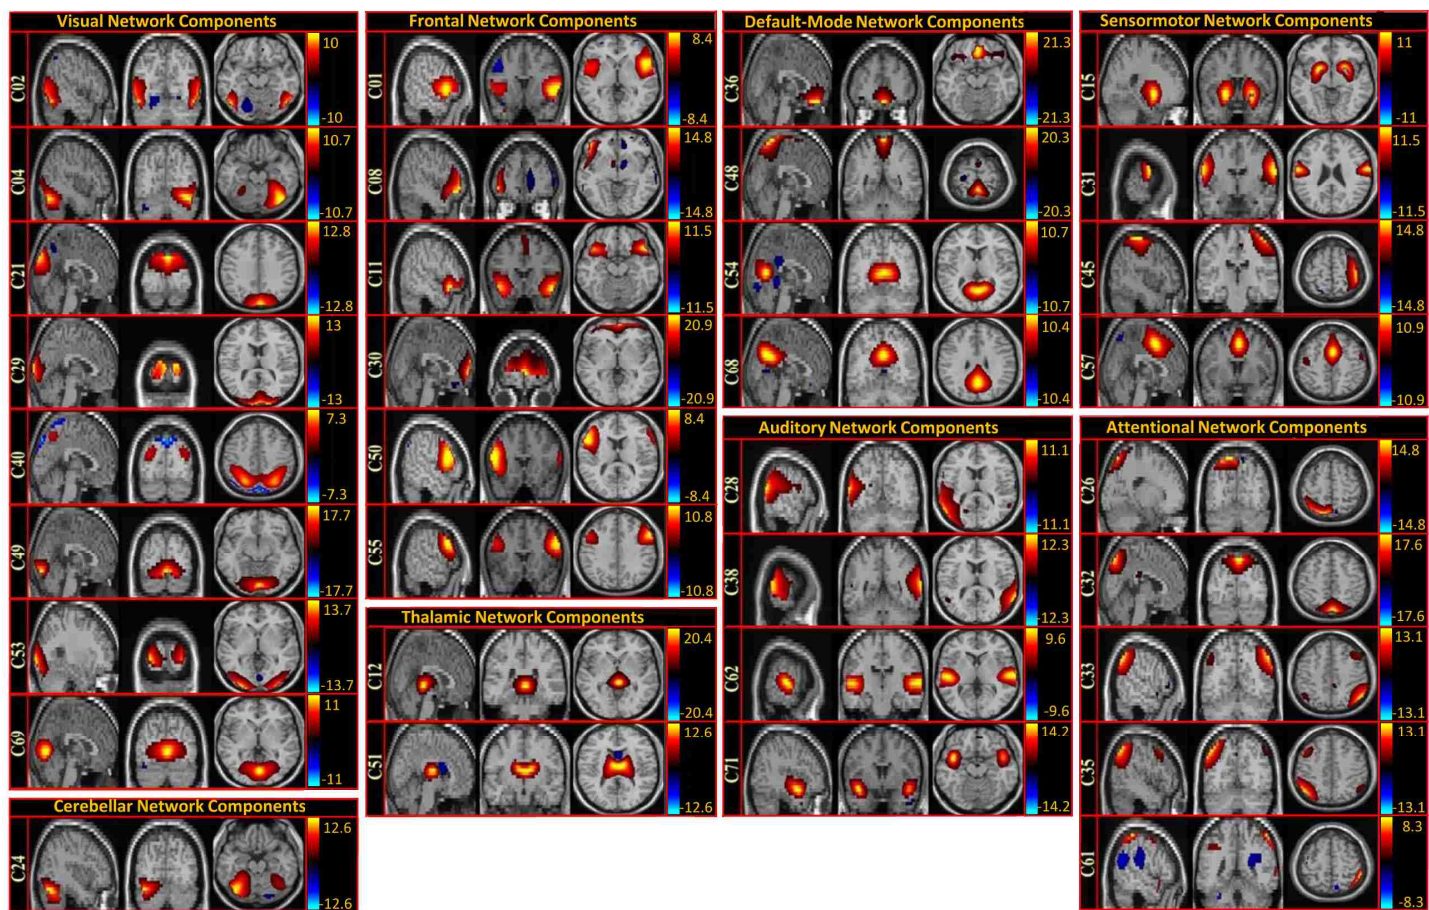 Visual Network Components
C02
10
-10
C04
10.7
-10.7
C21
12.8
-12.8
C29
13
-13
C40
7.3
-7.3
C49
17.7
-17.7
C53
13.7
-13.7
C69
11
-11
Cerebellar Network Components
C24
12.6
-12.6
Frontal Network Components
C01
8.4
-8.4
C08
14.8
-14.8
C11
11.5
-11.5
C30
20.9
-20.9
C50
8.4
-8.4
C55
10.8
-10.8
Thalamic Network Components
C12
20.4
-20.4
C51
12.6
-12.6
Default-Mode Network Components
C36
21.3
-21.3
C48
20.3
-20.3
C54
10.7
-10.7
C68
10.4
-10.4
Auditory Network Components
C28
11.1
-11.1
C38
12.3
-12.3
C62
9.6
-9.6
C71
14.2
-14.2
Sensormotor Network Components
C15
11
-11
C31
11.5
-11.5
C45
14.8
-14.8
C57
10.9
-10.9
Attentional Network Components
C26
14.8
-14.8
C32
17.6
-17.6
C33
13.1
-13.1
C35
13.1
-13.1
C61
8.3
-8.3